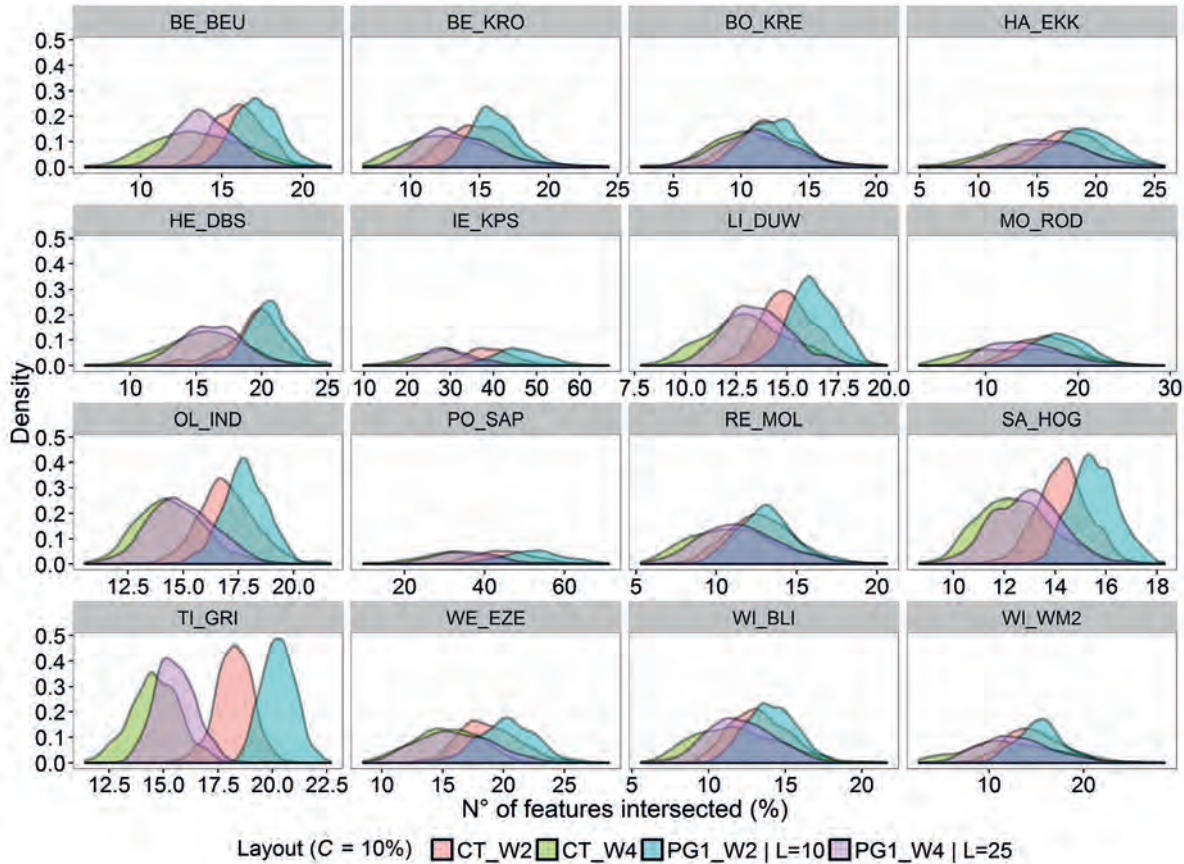 BE_BEU BE_KRO BO_KRE HA_EKK
0.5
0.4
0.3
0.2
0.1
0.0
10 15 20 10 15 20 25 5 10 15 20 5 10 15 20 25
HE_DBS IE_KPS LI_DUW MO_ROD
0.5
0.4
0.3
0.2
0.1
0.0
10 15 20 25 10 20 30 40 50 60 7.5 10.0 12.5 15.0 17.5 20.0 10 20 30
Density
OL_IND PO_SAP RE_MOL SA_HOG
0.5
0.4
0.3
0.2
0.1
0.0
12.5 15.0 17.5 20.0 20 40 60 5 10 15 20 10 12 14 16 18
TI_GRI WE_EZE WI_BLI WI_WM2
0.5
0.4
0.3
0.2
0.1
0.0
12.5 15.0 17.5 20.0 22.5 10 15 20 25 10 15 20 10 20
N° of features intersected (%)
Layout (C = 10%) CT_W2 CT_W4 PG1_W2 | L=10 PG1_W4 | L=25